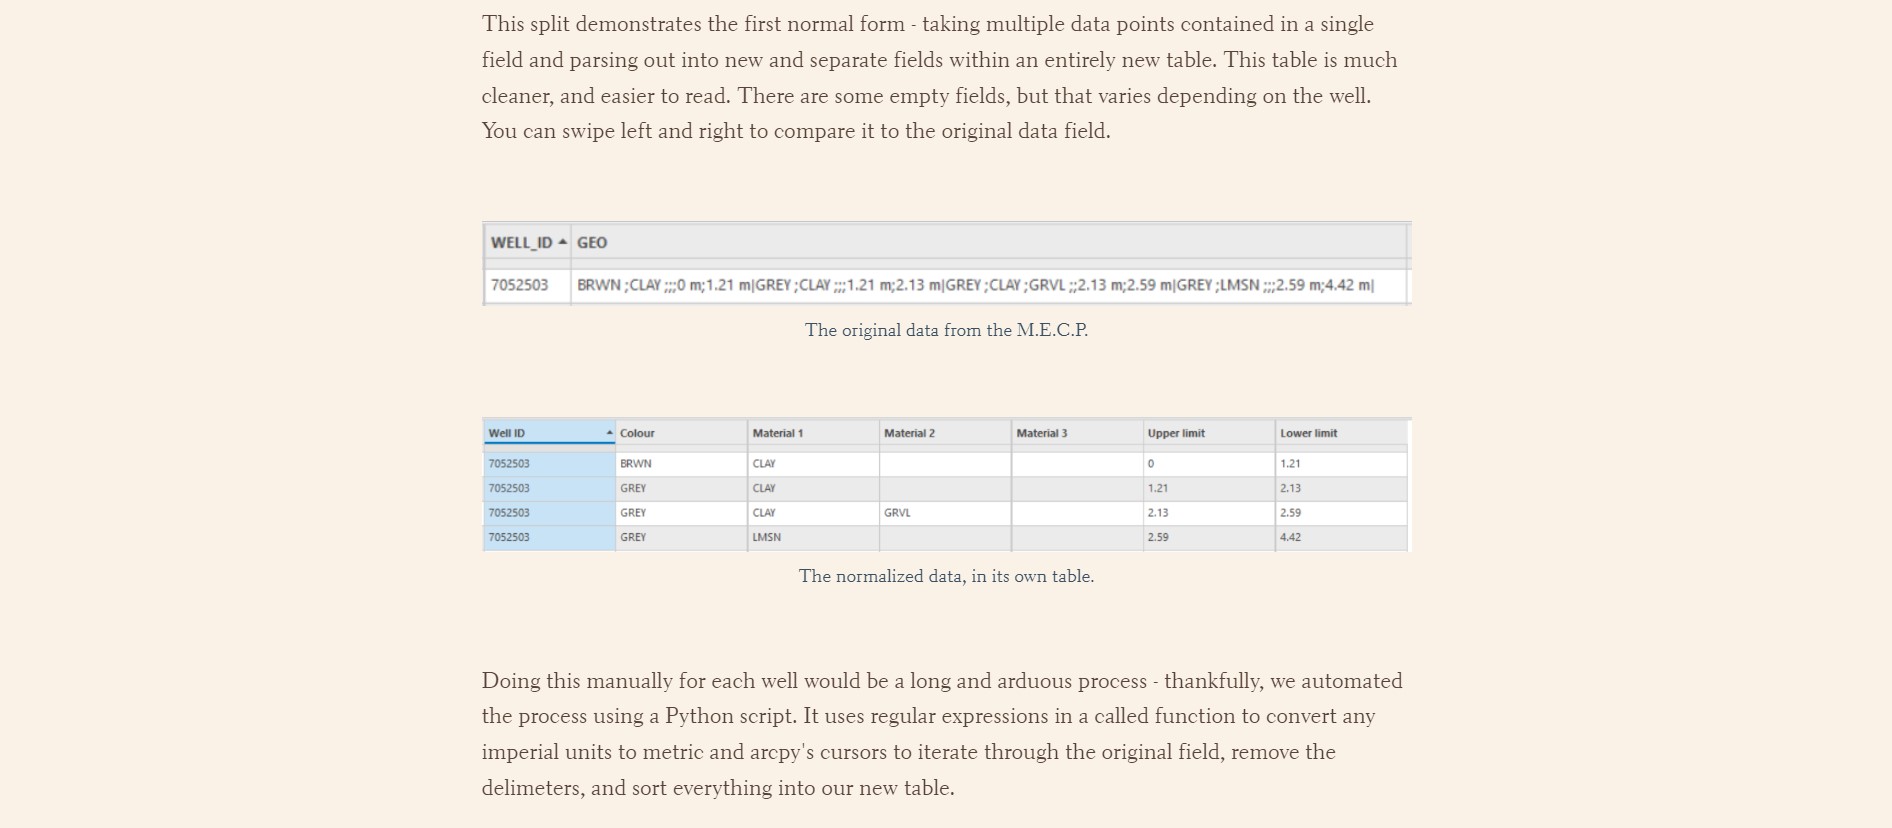 This split demonstrates the first normal form - taking multiple data points contained in a single
field and parsing out into new and separate fields within an entirely new table. This table is much
cleaner, and easier to read. There are some empty fields, but that varies depending on the well.
You can swipe left and right to compare it to the original data field.
WELL_ID GEO
7052503 BRWN ;CLAY ;;;0 m;1.21 m|GREY ;CLAY ;;;1.21 m;2.13 m|GREY ;CLAY ;GRVL ;;2.13 m;2.59 m|GREY ;LMSN ;;;2.59 m;4.42 m|
The original data from the M.E.C.P.
Well ID Colour Material 1 Material 2 Material 3 Upper limit Lower limit
7052503 BRWN CLAY 0 1.21
7052503 GREY CLAY 1.21 2.13
7052503 GREY CLAY GRVL 2.13 2.59
7052503 GREY LMSN 2.59 4.42
The normalized data, in its own table.
Doing this manually for each well would be a long and arduous process - thankfully, we automated
the process using a Python script. It uses regular expressions in a called function to convert any
imperial units to metric and arcpy's cursors to iterate through the original field, remove the
delimeters, and sort everything into our new table.